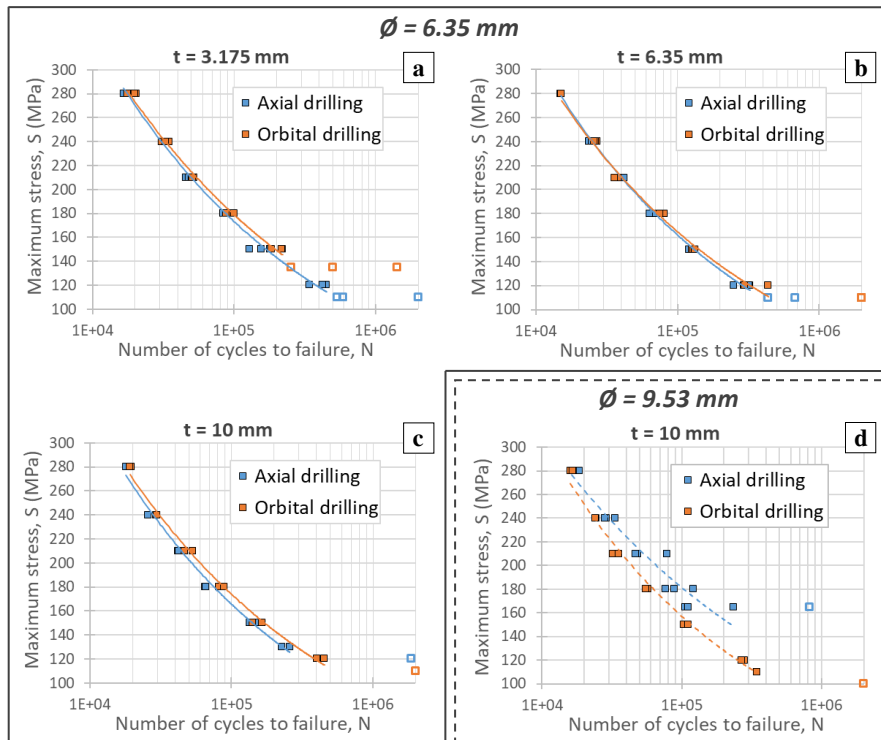 Ø = 6.35 mm
t = 3.175 mm
a
Maximum stress, S (MPa)
300
280
260
240
220
200
180
160
140
120
100
Axial drilling
Orbital drilling
1E+04
1E+05
1E+06
Number of cycles to failure, N
t = 6.35 mm
b
Maximum stress, S (MPa)
300
280
260
240
220
200
180
160
140
120
100
Axial drilling
Orbital drilling
1E+04
1E+05
1E+06
Number of cycles to failure, N
t = 10 mm
c
Maximum stress, S (MPa)
300
280
260
240
220
200
180
160
140
120
100
80
Axial drilling
Orbital drilling
1E+04
1E+05
1E+06
Number of cycles to failure, N
Ø = 9.53 mm
t = 10 mm
d
Maximum stress, S (MPa)
300
280
260
240
220
200
180
160
140
120
100
Axial drilling
Orbital drilling
1E+04
1E+05
1E+06
Number of cycles to failure, N